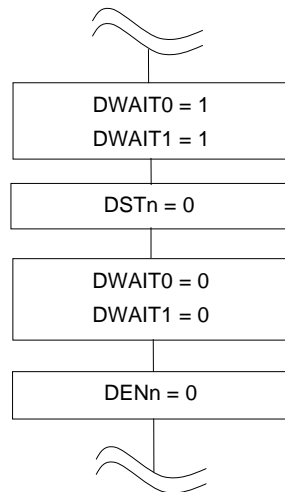 DWAIT0 = 1
DWAIT1 = 1
DSTn = 0
DWAIT0 = 0
DWAIT1 = 0
DENn = 0